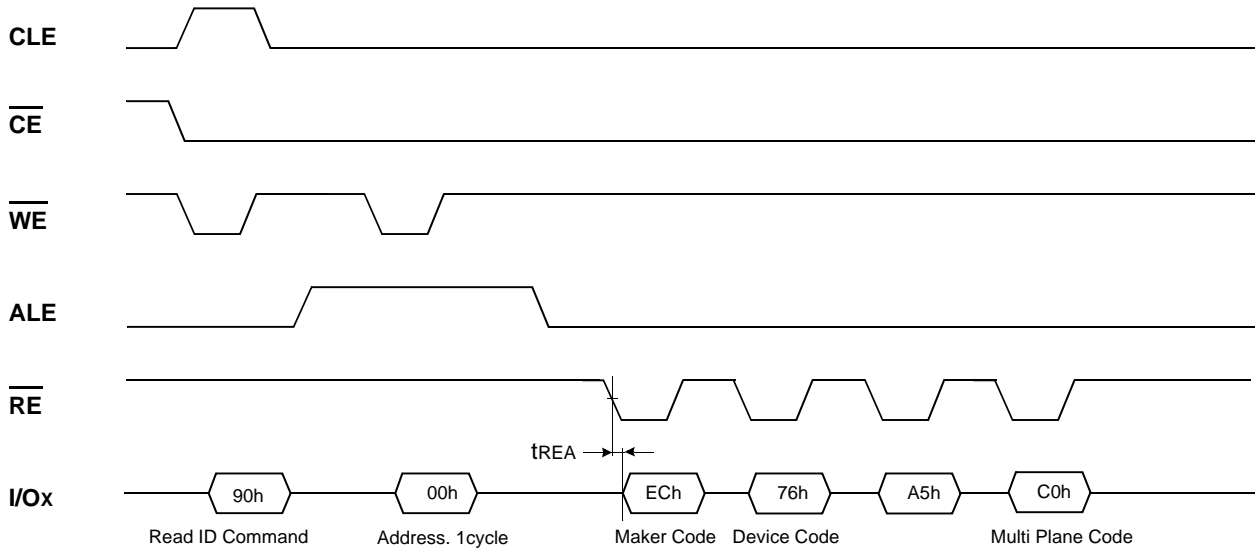 CLE
CE
WE
ALE
RE
tREA
I/Ox
90h
00h
ECh
76h
A5h
C0h
Read ID Command
Address. 1cycle
Maker Code
Device Code
Multi Plane Code